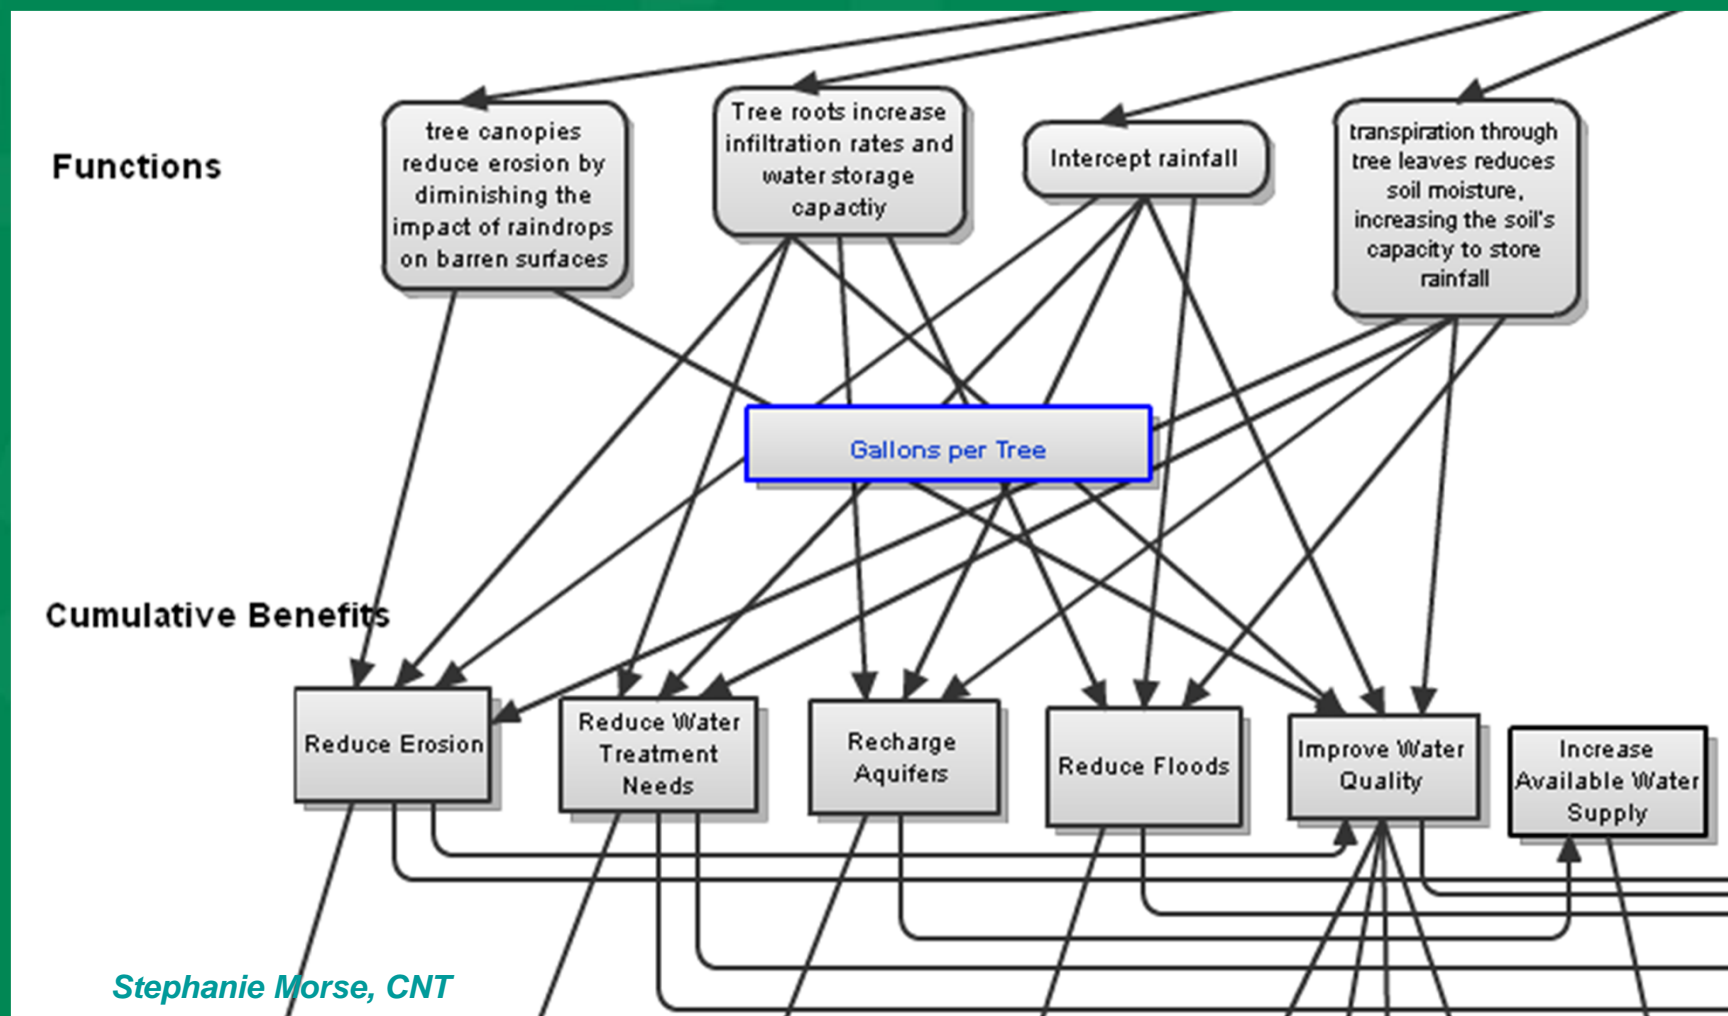 Functions
tree canopies
reduce erosion by
diminishing the
impact of raindrops
on barren surfaces
Tree roots increase
infiltration rates and
water storage
capactiy
Intercept rainfall
transpiration through
tree leaves reduces
soil moisture,
increasing the soil's
capacity to store
rainfall
Gallons per Tree
Cumulative Benefits
Reduce Erosion
Reduce Water
Treatment
Needs
Recharge
Aquifers
Reduce Floods
Improve Water
Quality
Increase
Available Water
Supply
Stephanie Morse, CNT